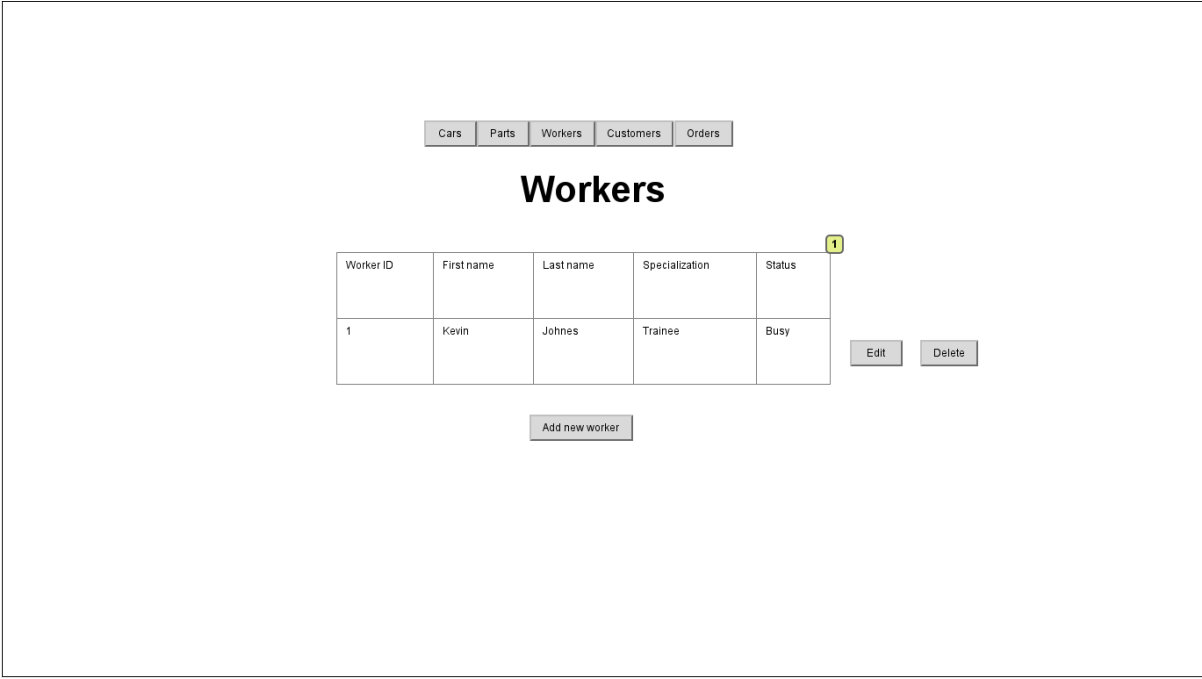 Cars Parts Workers Customers Orders
Workers
1
Worker ID First name Last name Specialization Status
1 Kevin Johnes Trainee Busy
Edit Delete
Add new worker